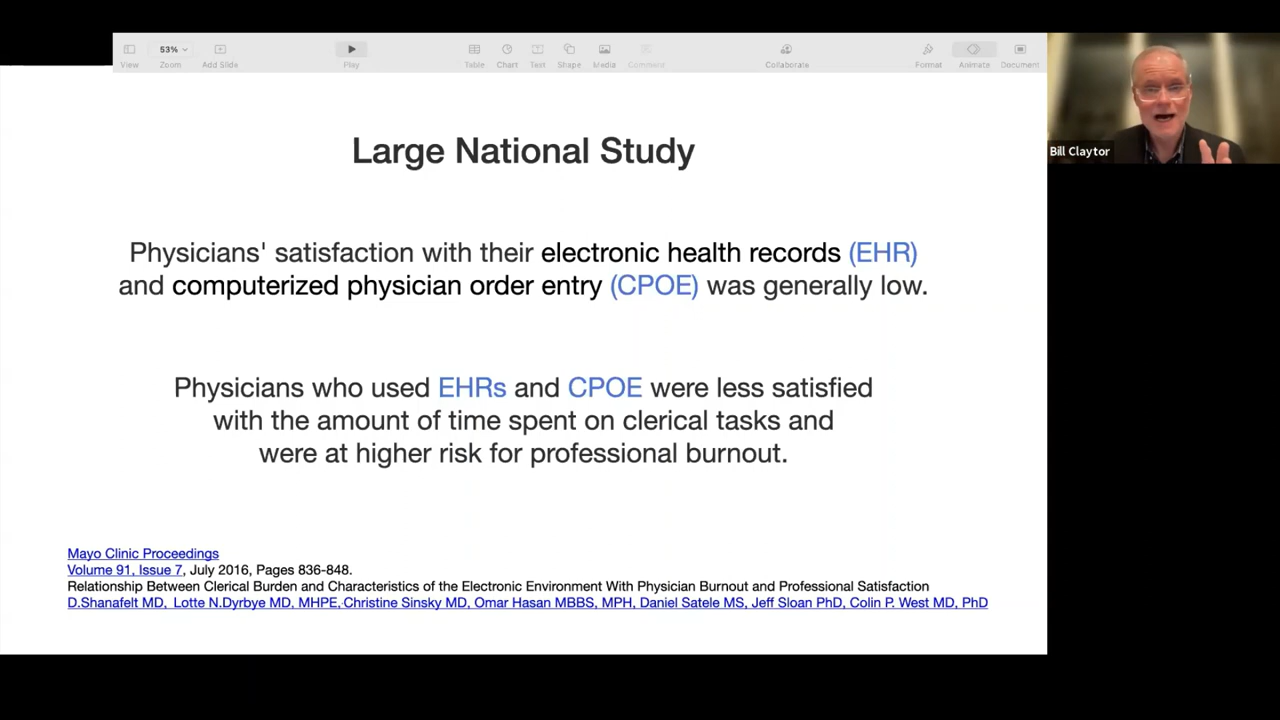 53%
View
Zoom
Add Slide
Play
Table
Chart
Text
Shape
Media
Comment
Collaborate
Format
Animate
Document
Bill Claytor
Large National Study
Physicians' satisfaction with their electronic health records (EHR)
and computerized physician order entry (CPOE) was generally low.
Physicians who used EHRs and CPOE were less satisfied
with the amount of time spent on clerical tasks and
were at higher risk for professional burnout.
Mayo Clinic Proceedings
Volume 91, Issue 7, July 2016, Pages 836-848.
Relationship Between Clerical Burden and Characteristics of the Electronic Environment With Physician Burnout and Professional Satisfaction
D.Shanafelt MD, Lotte N.Dyrbye MD, MHPE, Christine Sinsky MD, Omar Hasan MBBS, MPH, Daniel Satele MS, Jeff Sloan PhD, Colin P. West MD, PhD